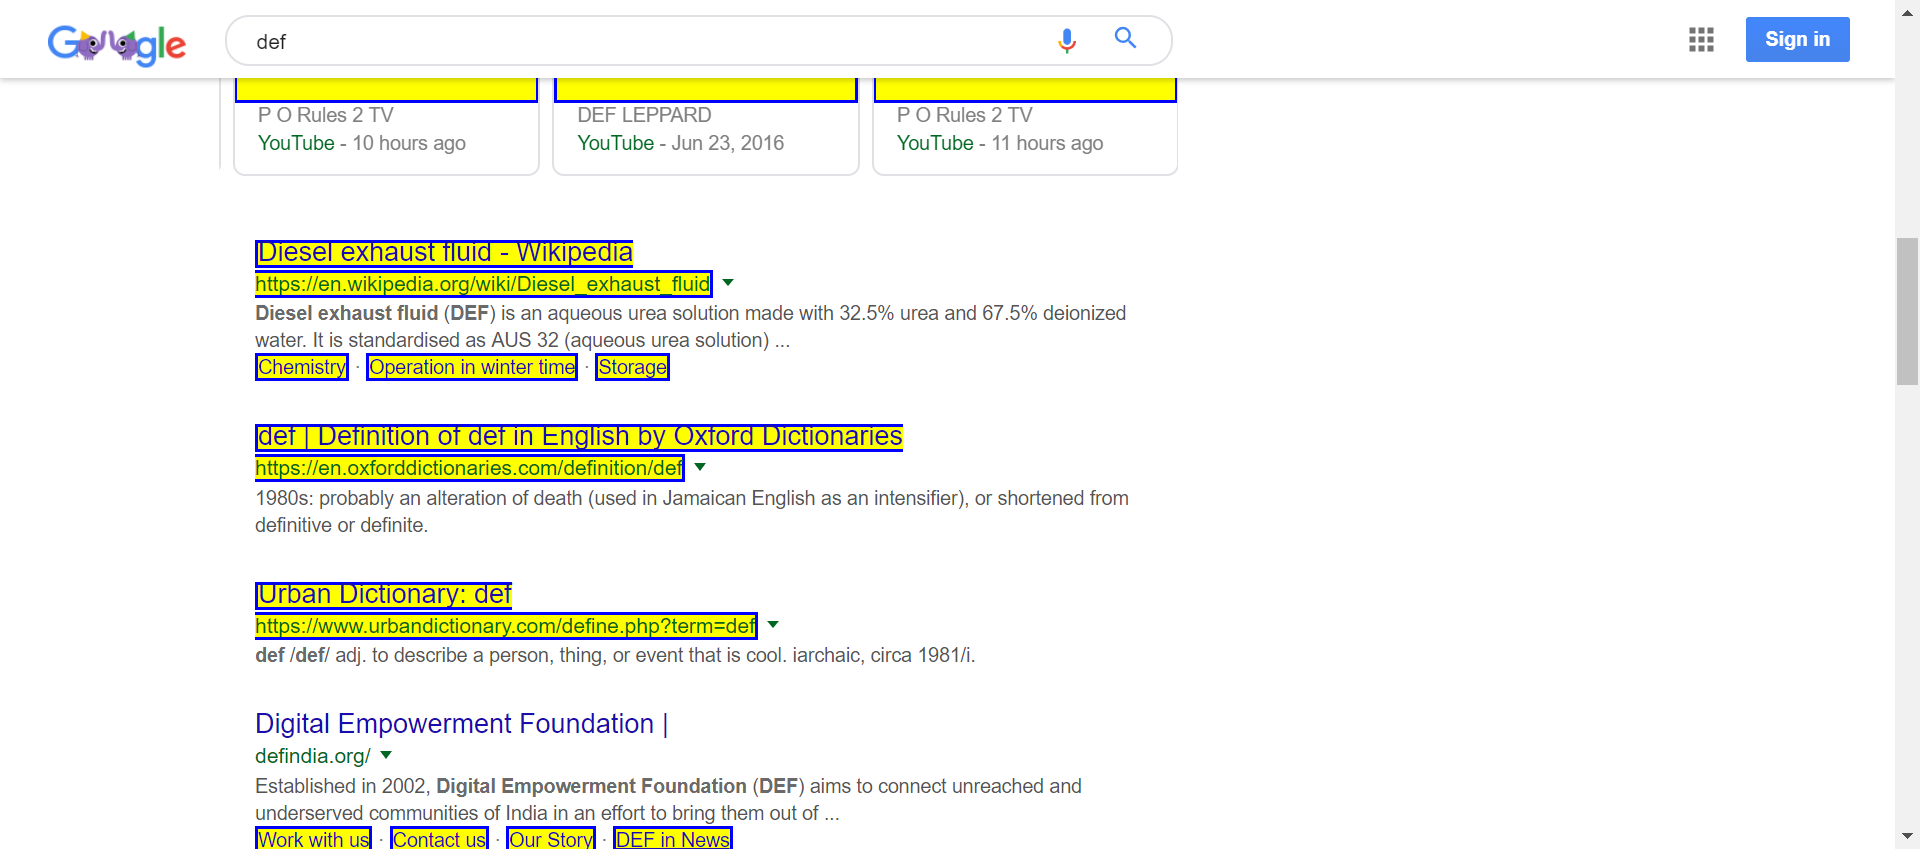 Google
def
Sign in
P O Rules 2 TV
YouTube - 10 hours ago
DEF LEPPARD
YouTube - Jun 23, 2016
P O Rules 2 TV
YouTube - 11 hours ago
Diesel exhaust fluid - Wikipedia
https://en.wikipedia.org/wiki/Diesel_exhaust_fluid
Diesel exhaust fluid (DEF) is an aqueous urea solution made with 32.5% urea and 67.5% deionized
water. It is standardised as AUS 32 (aqueous urea solution) ...
Chemistry · Operation in winter time · Storage
def | Definition of def in English by Oxford Dictionaries
https://en.oxforddictionaries.com/definition/def
1980s: probably an alteration of death (used in Jamaican English as an intensifier), or shortened from
definitive or definite.
Urban Dictionary: def
https://www.urbandictionary.com/define.php?term=def
def /def/ adj. to describe a person, thing, or event that is cool. iarchaic, circa 1981/i.
Digital Empowerment Foundation |
defindia.org/
Established in 2002, Digital Empowerment Foundation (DEF) aims to connect unreached and
underserved communities of India in an effort to bring them out of ...
Work with us · Contact us · Our Story · DEF in News